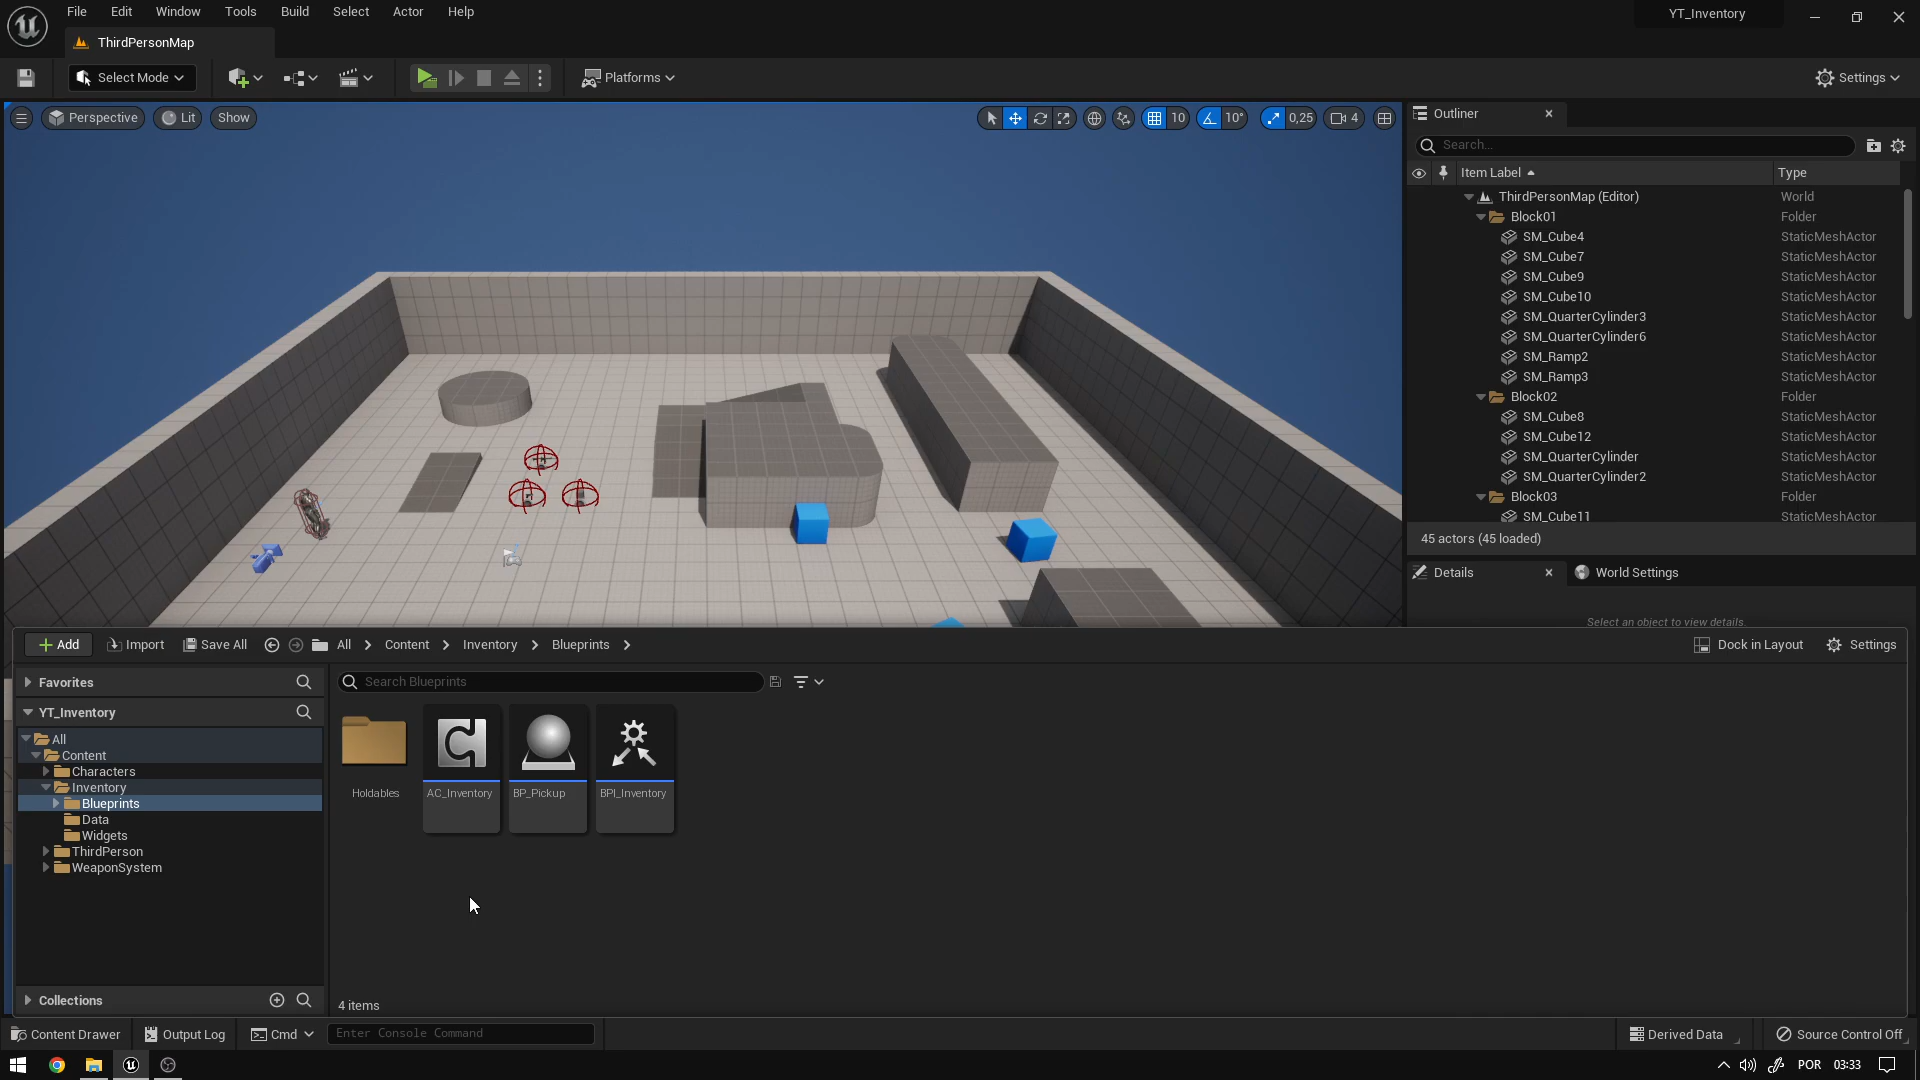 File Edit Window Tools Build Select Actor Help
YT_Inventory
ThirdPersonMap
Select Mode
Platforms
Settings
Perspective Lit Show
10 10° 0,25 4
Outliner
Search...
Item Label Type
ThirdPersonMap (Editor) World
Block01 Folder
SM_Cube4 StaticMeshActor
SM_Cube7 StaticMeshActor
SM_Cube9 StaticMeshActor
SM_Cube10 StaticMeshActor
SM_QuarterCylinder3 StaticMeshActor
SM_QuarterCylinder6 StaticMeshActor
SM_Ramp2 StaticMeshActor
SM_Ramp3 StaticMeshActor
Block02 Folder
SM_Cube8 StaticMeshActor
SM_Cube12 StaticMeshActor
SM_QuarterCylinder StaticMeshActor
SM_QuarterCylinder2 StaticMeshActor
Block03 Folder
SM_Cube11 StaticMeshActor
45 actors (45 loaded)
Details World Settings
Select an object to view details.
Add Import Save All All Content Inventory Blueprints
Dock in Layout Settings
Favorites
Search Blueprints
YT_Inventory
All
Content
Characters
Inventory
Blueprints
Data
Widgets
ThirdPerson
WeaponSystem
Holdables AC_Inventory BP_Pickup BPI_Inventory
Collections
4 items
Content Drawer Output Log Cmd Enter Console Command
Derived Data Source Control Off
POR 03:33